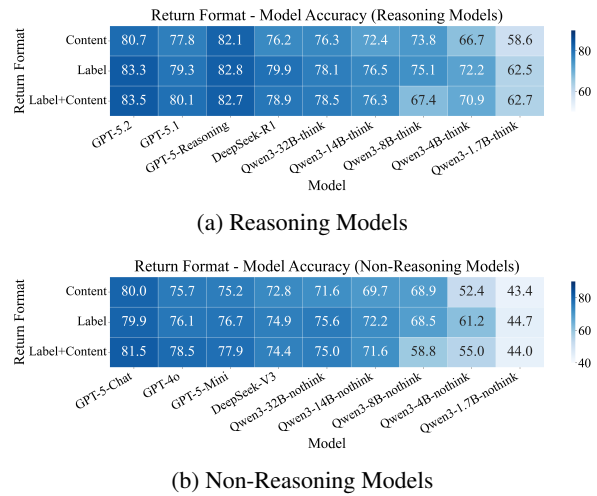 Return Format - Model Accuracy (Reasoning Models)
Return Format
Content 80.7 77.8 82.1 76.2 76.3 72.4 73.8 66.7 58.6
Label 83.3 79.3 82.8 79.9 78.1 76.5 75.1 72.2 62.5
Label+Content 83.5 80.1 82.7 78.9 78.5 76.3 67.4 70.9 62.7
80
60
GPT-5.2
GPT-5.1
GPT-5-Reasoning
DeepSeek-R1
Qwen3-32B-think
Qwen3-14B-think
Qwen3-8B-think
Qwen3-4B-think
Qwen3-1.7B-think
Model
(a) Reasoning Models
Return Format - Model Accuracy (Non-Reasoning Models)
Return Format
Content 80.0 75.7 75.2 72.8 71.6 69.7 68.9 52.4 43.4
Label 79.9 76.1 76.7 74.9 75.6 72.2 68.5 61.2 44.7
Label+Content 81.5 78.5 77.9 74.4 75.0 71.6 58.8 55.0 44.0
80
60
40
GPT-5-Chat
GPT-4o
GPT-5-Mini
DeepSeek-V3
Qwen3-32B-nothink
Qwen3-14B-nothink
Qwen3-8B-nothink
Qwen3-4B-nothink
Qwen3-1.7B-nothink
Model
(b) Non-Reasoning Models